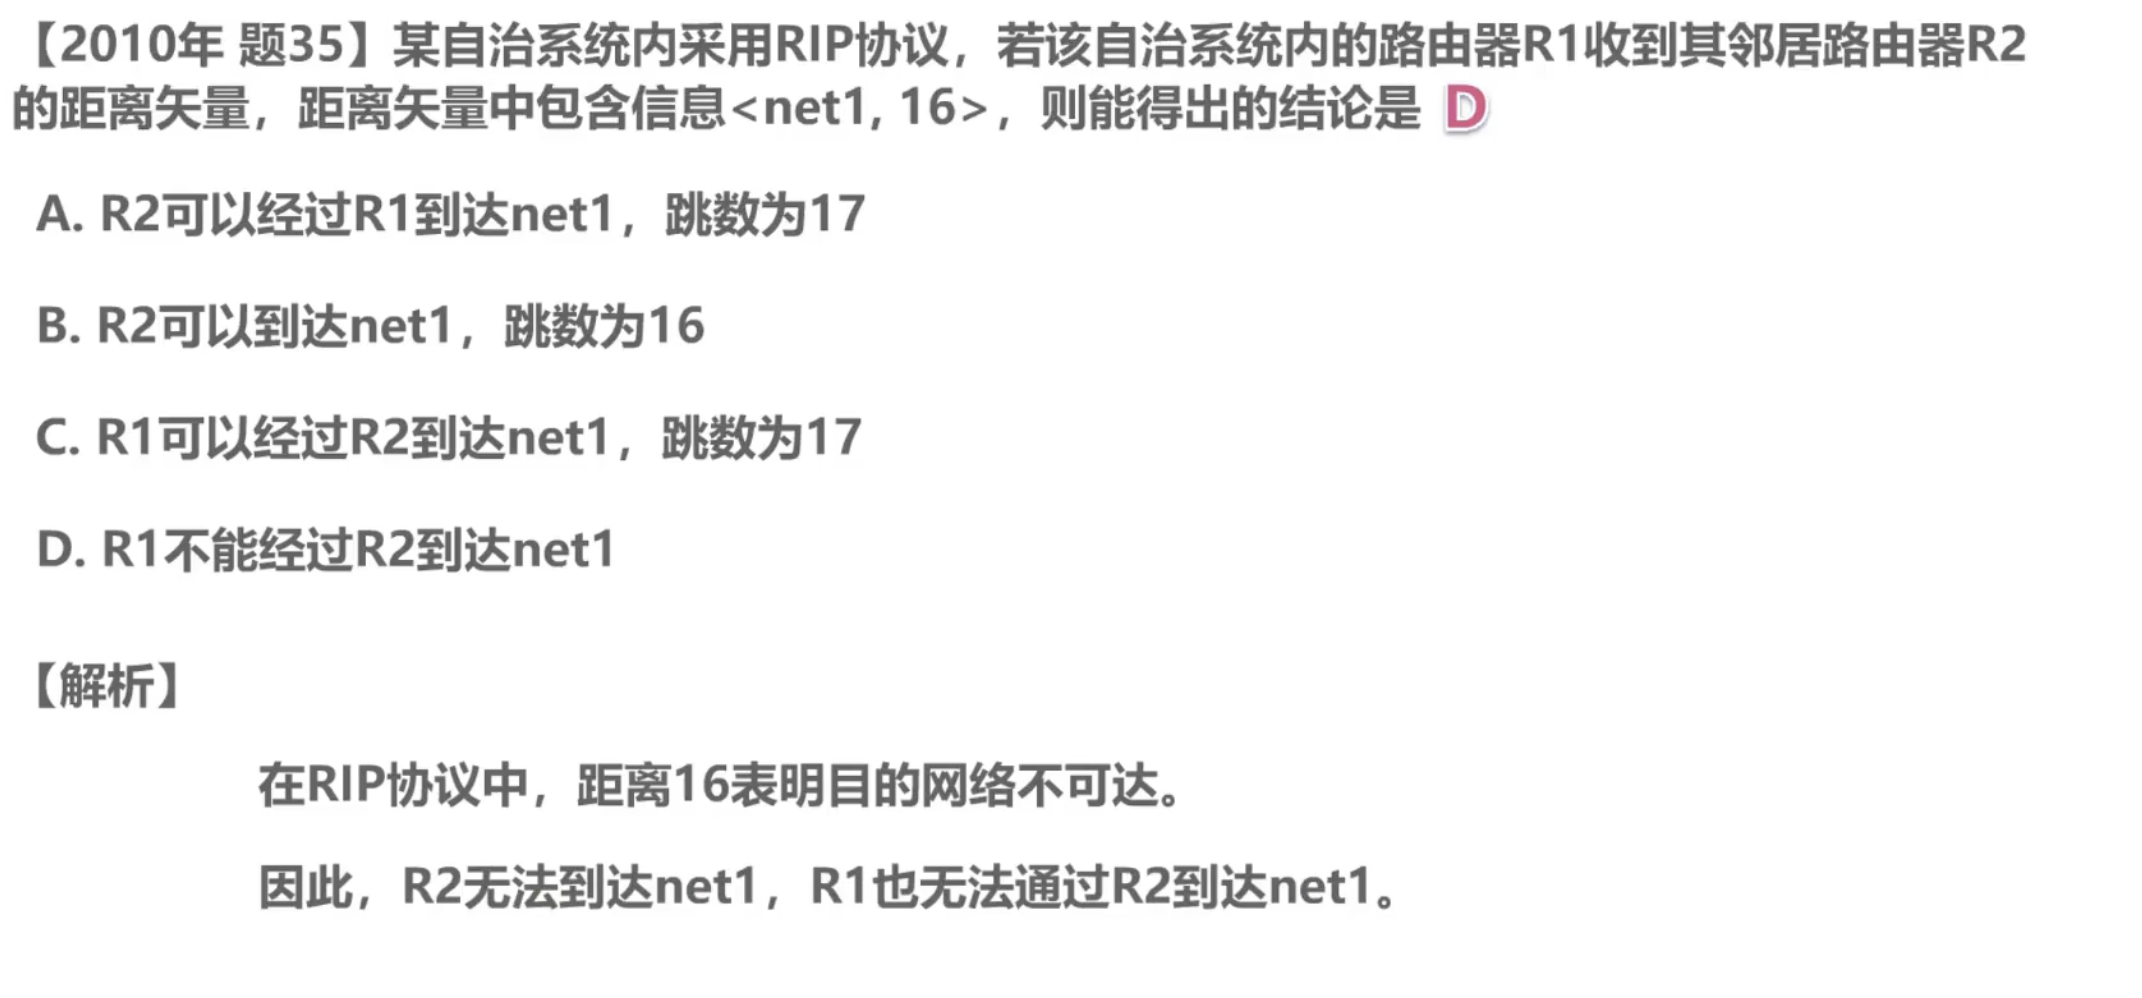 【2010年 题35】某自治系统内采用RIP协议，若该自治系统内的路由器R1收到其邻居路由器R2
的距离矢量，距离矢量中包含信息<net1, 16>，则能得出的结论是 D
A. R2可以经过R1到达net1，跳数为17
B. R2可以到达net1，跳数为16
C. R1可以经过R2到达net1，跳数为17
D. R1不能经过R2到达net1
【解析】
在RIP协议中，距离16表明目的网络不可达。
因此，R2无法到达net1，R1也无法通过R2到达net1。